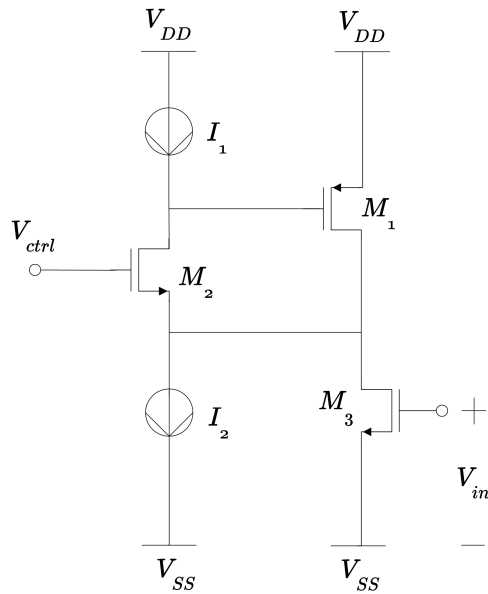 V_DD V_DD
I_1
M_1
V_ctrl
M_2
M_3
I_2
+
V_in
−
V_SS V_SS